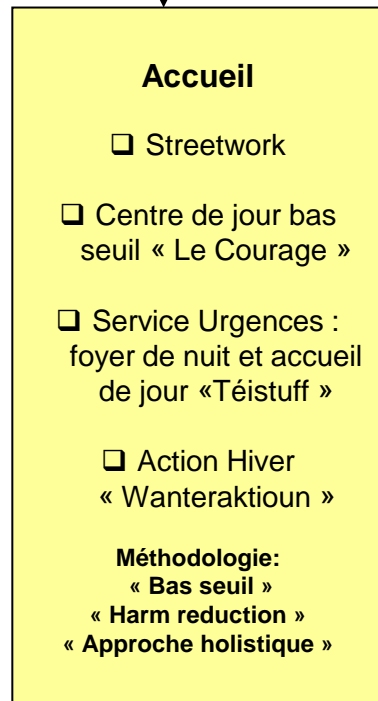 Accueil
❑ Streetwork
❑ Centre de jour bas
seuil « Le Courage »
❑ Service Urgences :
foyer de nuit et accueil
de jour «Téistuff »
❑ Action Hiver
« Wanteraktioun »
Méthodologie:
« Bas seuil »
« Harm reduction »
« Approche holistique »